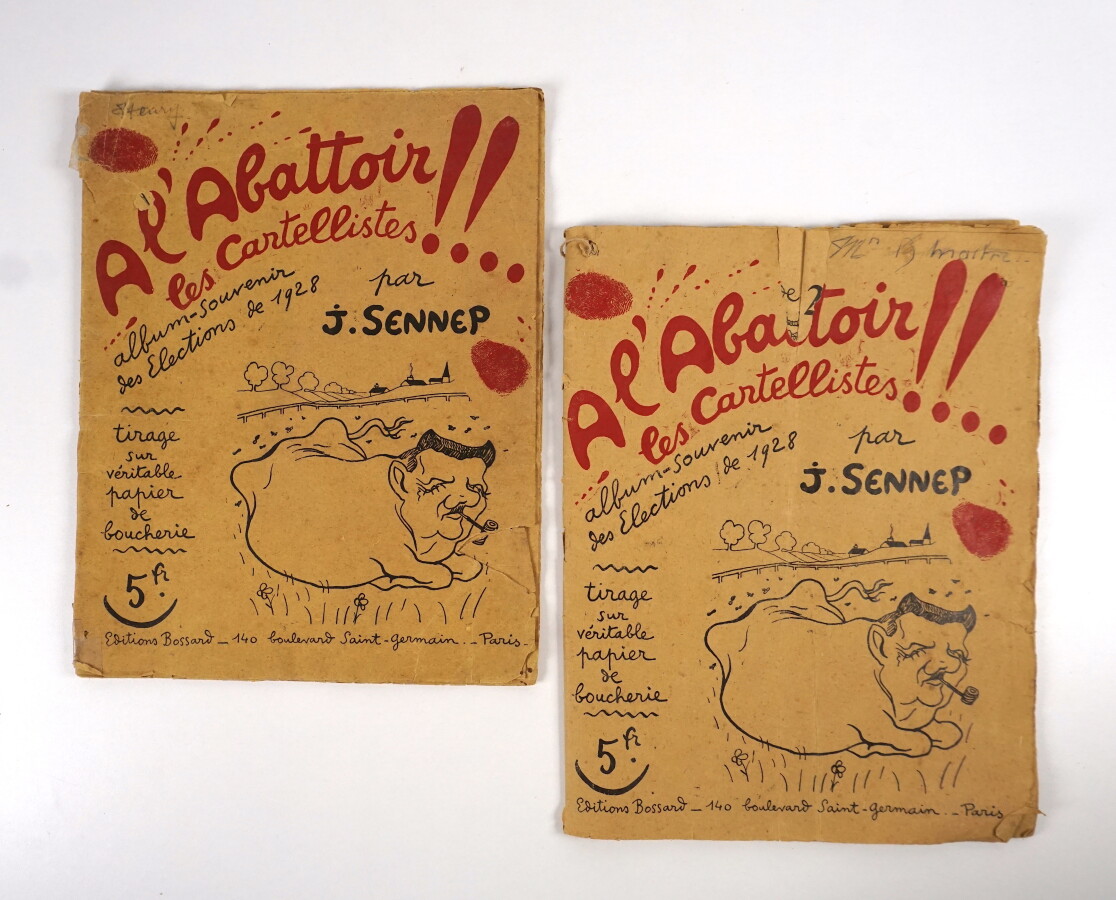 A l'Abattoir!!
les cartellistes....
album-souvenir
des Elections de 1928
par
J. SENNEP
tirage
sur
véritable
papier
de
boucherie
5 fr.
Editions Bossard _ 140 boulevard Saint-Germain. _ Paris_
A l'Abattoir!!
les cartellistes....
album-souvenir
des Elections de 1928
par
J. SENNEP
tirage
sur
véritable
papier
de
boucherie
5 fr.
Editions Bossard _ 140 boulevard Saint-Germain. _ Paris